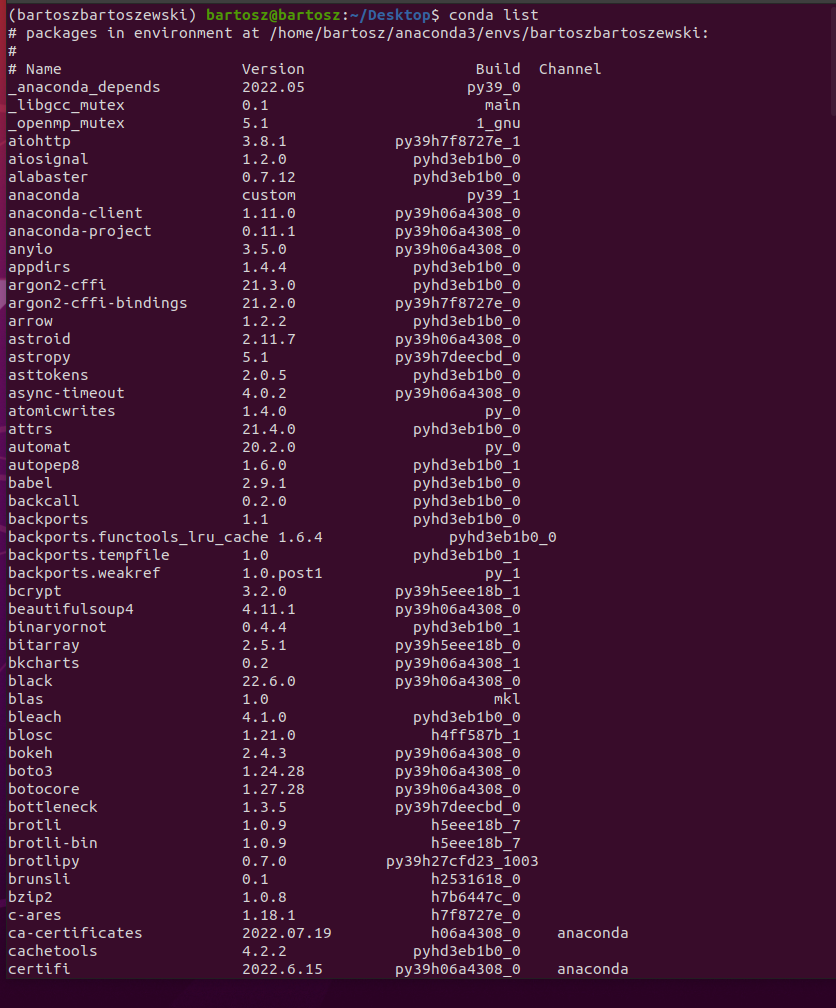 (bartoszbartoszewski) bartosz@bartosz:~/Desktop$ conda list
# packages in environment at /home/bartosz/anaconda3/envs/bartoszbartoszewski:
#
# Name                    Version                   Build  Channel
_anaconda_depends         2022.05                  py39_0
_libgcc_mutex             0.1                        main
_openmp_mutex             5.1                       1_gnu
aiohttp                   3.8.1            py39h7f8727e_1
aiosignal                 1.2.0              pyhd3eb1b0_0
alabaster                 0.7.12             pyhd3eb1b0_0
anaconda                  custom                   py39_1
anaconda-client           1.11.0           py39h06a4308_0
anaconda-project          0.11.1           py39h06a4308_0
anyio                     3.5.0            py39h06a4308_0
appdirs                   1.4.4              pyhd3eb1b0_0
argon2-cffi               21.3.0             pyhd3eb1b0_0
argon2-cffi-bindings      21.2.0           py39h7f8727e_0
arrow                     1.2.2              pyhd3eb1b0_0
astroid                   2.11.7           py39h06a4308_0
astropy                   5.1              py39h7deecbd_0
asttokens                 2.0.5              pyhd3eb1b0_0
async-timeout             4.0.2            py39h06a4308_0
atomicwrites              1.4.0                      py_0
attrs                     21.4.0             pyhd3eb1b0_0
automat                   20.2.0                     py_0
autopep8                  1.6.0              pyhd3eb1b0_1
babel                     2.9.1              pyhd3eb1b0_0
backcall                  0.2.0              pyhd3eb1b0_0
backports                 1.1                pyhd3eb1b0_0
backports.functools_lru_cache 1.6.4              pyhd3eb1b0_0
backports.tempfile        1.0                pyhd3eb1b0_1
backports.weakref         1.0.post1                  py_1
bcrypt                    3.2.0            py39h5eee18b_1
beautifulsoup4            4.11.1           py39h06a4308_0
binaryornot               0.4.4              pyhd3eb1b0_1
bitarray                  2.5.1            py39h5eee18b_0
bkcharts                  0.2              py39h06a4308_1
black                     22.6.0           py39h06a4308_0
blas                      1.0                         mkl
bleach                    4.1.0              pyhd3eb1b0_0
blosc                     1.21.0               h4ff587b_1
bokeh                     2.4.3            py39h06a4308_0
boto3                     1.24.28          py39h06a4308_0
botocore                  1.27.28          py39h06a4308_0
bottleneck                1.3.5            py39h7deecbd_0
brotli                    1.0.9                h5eee18b_7
brotli-bin                1.0.9                h5eee18b_7
brotlipy                  0.7.0           py39h27cfd23_1003
brunsli                   0.1                  h2531618_0
bzip2                     1.0.8                h7b6447c_0
c-ares                    1.18.1               h7f8727e_0
ca-certificates           2022.07.19           h06a4308_0    anaconda
cachetools                4.2.2              pyhd3eb1b0_0
certifi                   2022.6.15        py39h06a4308_0    anaconda